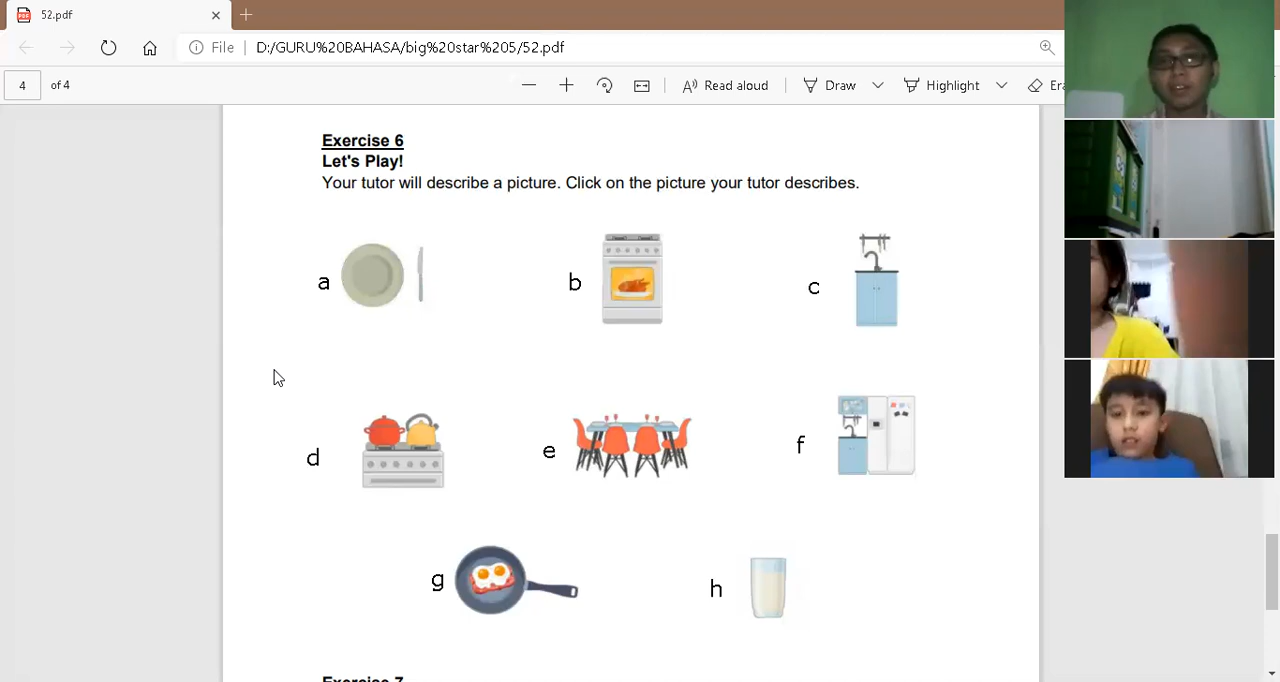 52.pdf
File
D:/GURU%20BAHASA/big%20star%205/52.pdf
4 of 4
Read aloud
Draw
Highlight
Exercise 6
Let's Play!
Your tutor will describe a picture. Click on the picture your tutor describes.
a
b
c
d
e
f
g
h